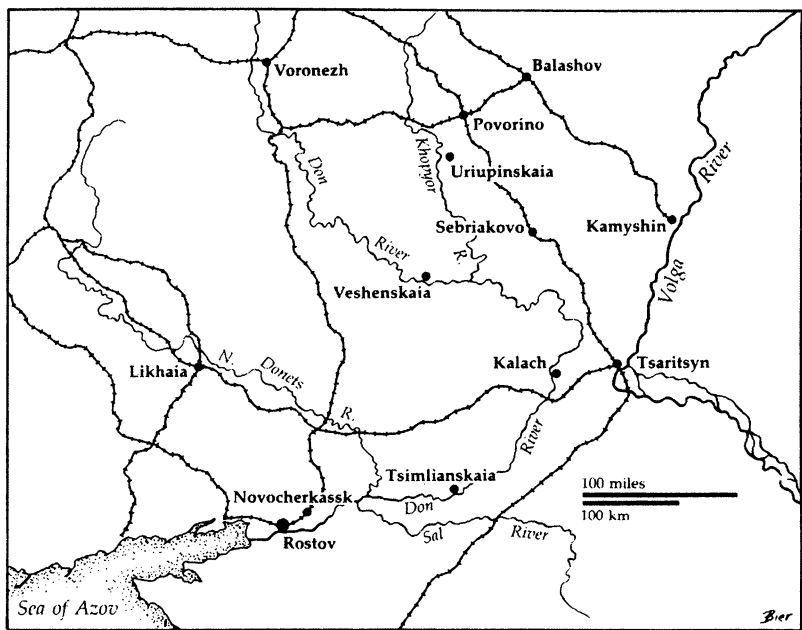 Voronezh
Balashov
Povorino
Khopyor
R.
Uriupinskaia
Don
River
Sebriakovo
Kamyshin
River
Volga
Veshenskaia
Kalach
Tsaritsyn
Likhaia
N. Donets R.
River
Tsimlianskaia
Don
Novocherkassk
Rostov
Sal River
100 miles
100 km
Sea of Azov
Bier